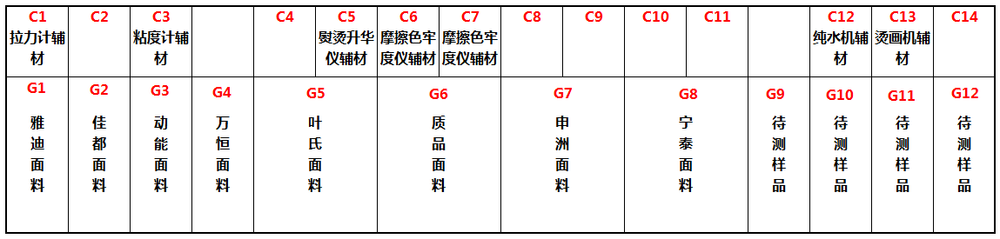 C1 C2 C3 C4 C5 C6 C7 C8 C9 C10 C11 C12 C13 C14
拉力计辅材 粘度计辅材 熨烫升华仪辅材 摩擦色牢度仪辅材 摩擦色牢度仪辅材 纯水机辅材 烫画机辅材
G1 G2 G3 G4 G5 G6 G7 G8 G9 G10 G11 G12
雅迪面料 佳都面料 动能面料 万恒面料 叶氏面料 质品面料 申洲面料 宁泰面料 待测样品 待测样品 待测样品 待测样品